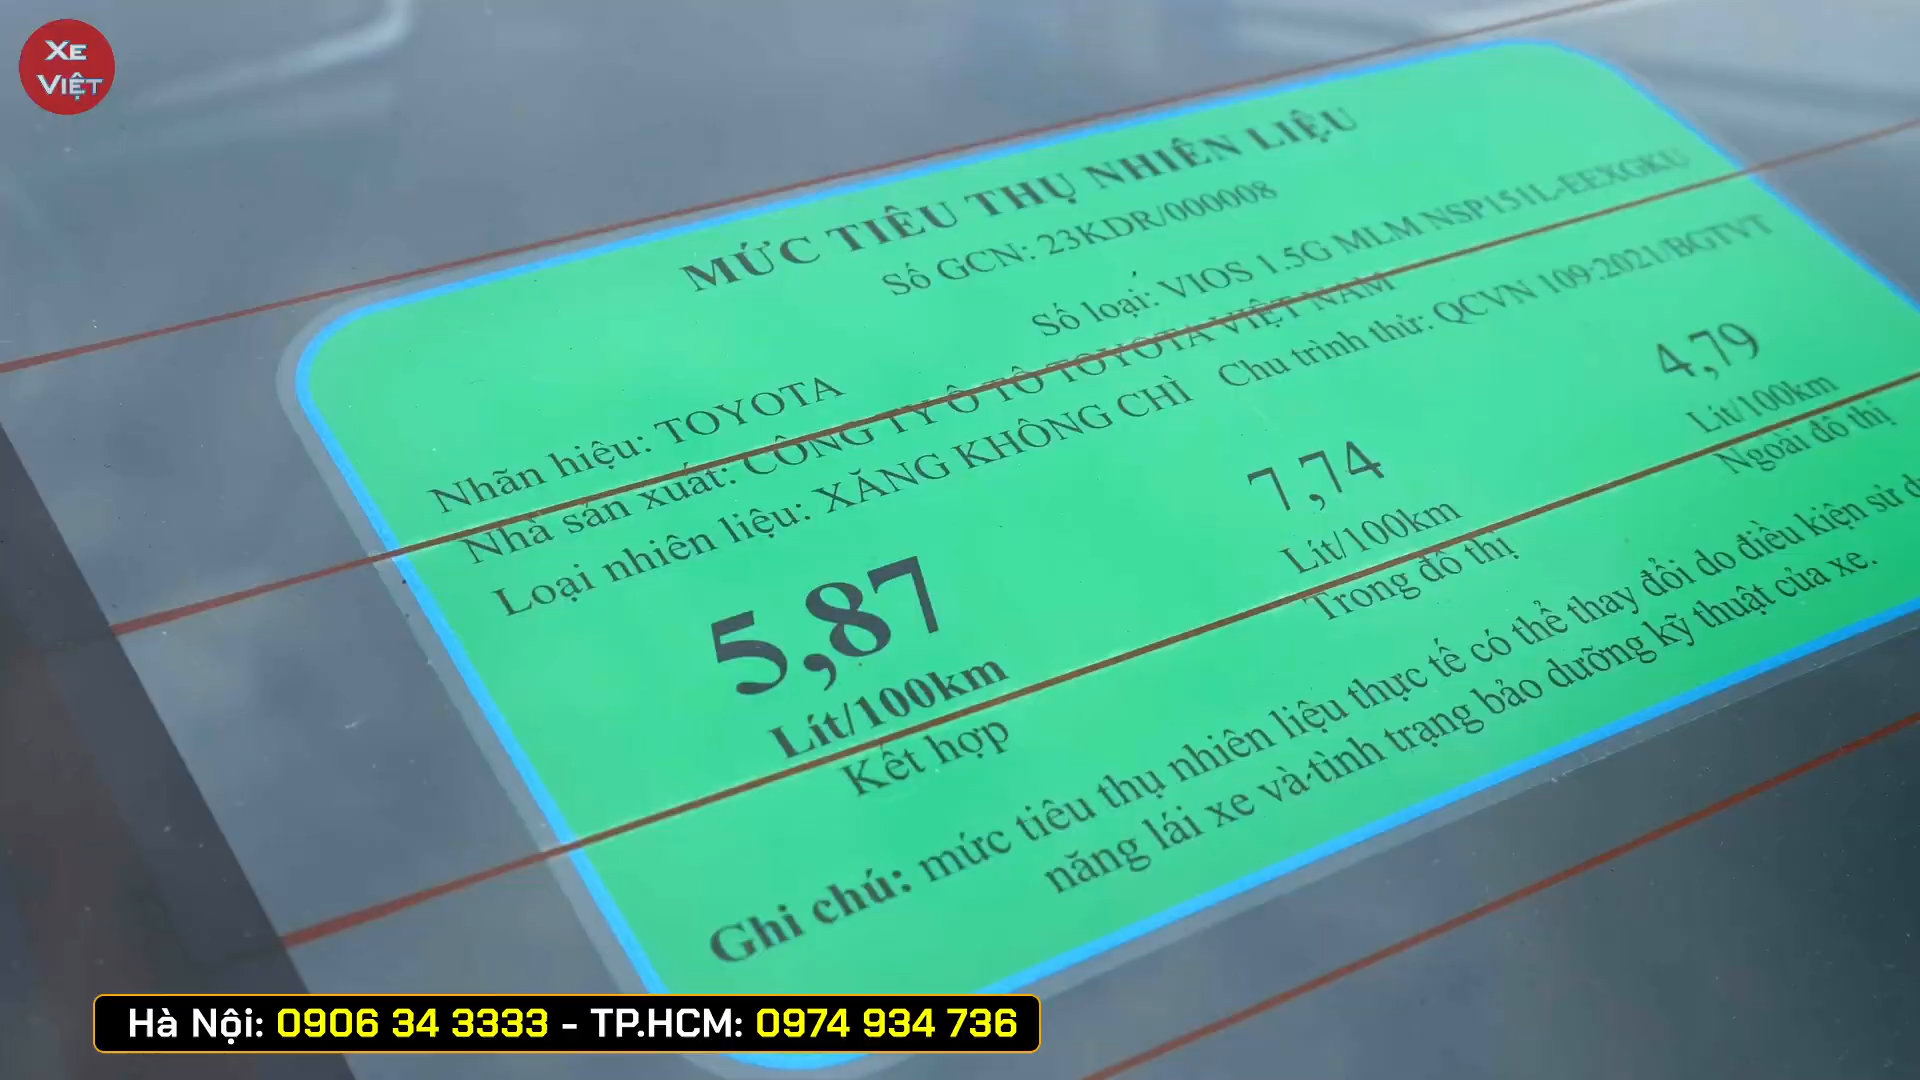 XE
VIỆT
MỨC TIÊU THỤ NHIÊN LIỆU
Số GCN: 23KDR/000008
Nhãn hiệu: TOYOTA
Số loại: VIOS 1.5G MLM NSP151L-EEXGKU
Nhà sản xuất: CÔNG TY Ô TÔ TOYOTA VIỆT NAM
Loại nhiên liệu: XĂNG KHÔNG CHÌ
Chu trình thử: QCVN 109:2021/BGTVT
5,87
Lít/100km
Kết hợp
7,74
Lít/100km
Trong đô thị
4,79
Lít/100km
Ngoài đô thị
Ghi chú: mức tiêu thụ nhiên liệu thực tế có thể thay đổi do điều kiện sử
năng lái xe và tình trạng bảo dưỡng kỹ thuật của xe.
Hà Nội: 0906 34 3333 - TP.HCM: 0974 934 736